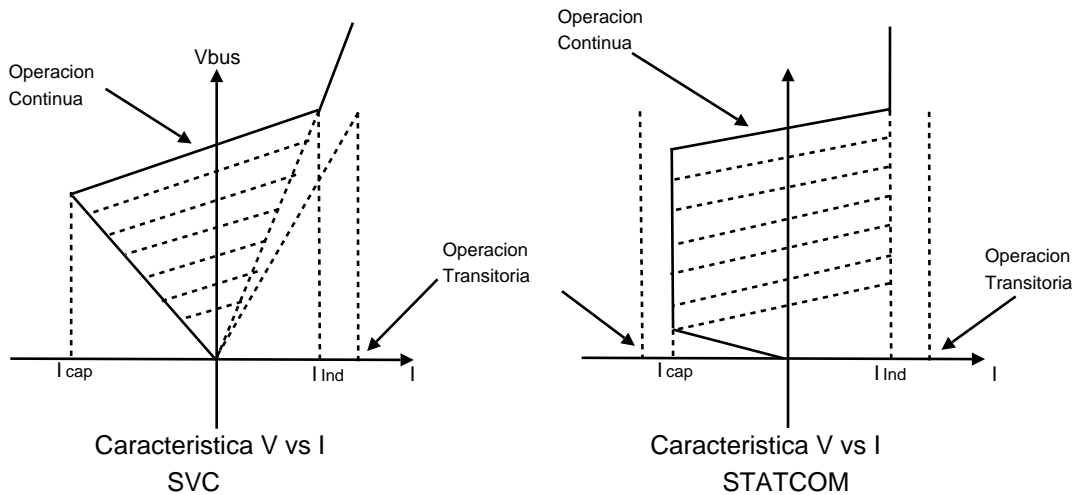 Operacion
Continua
Vbus
Operacion
Transitoria
I cap
I Ind
I
Caracteristica V vs I
SVC
Operacion
Continua
Operacion
Transitoria
I cap
I Ind
I
Caracteristica V vs I
STATCOM